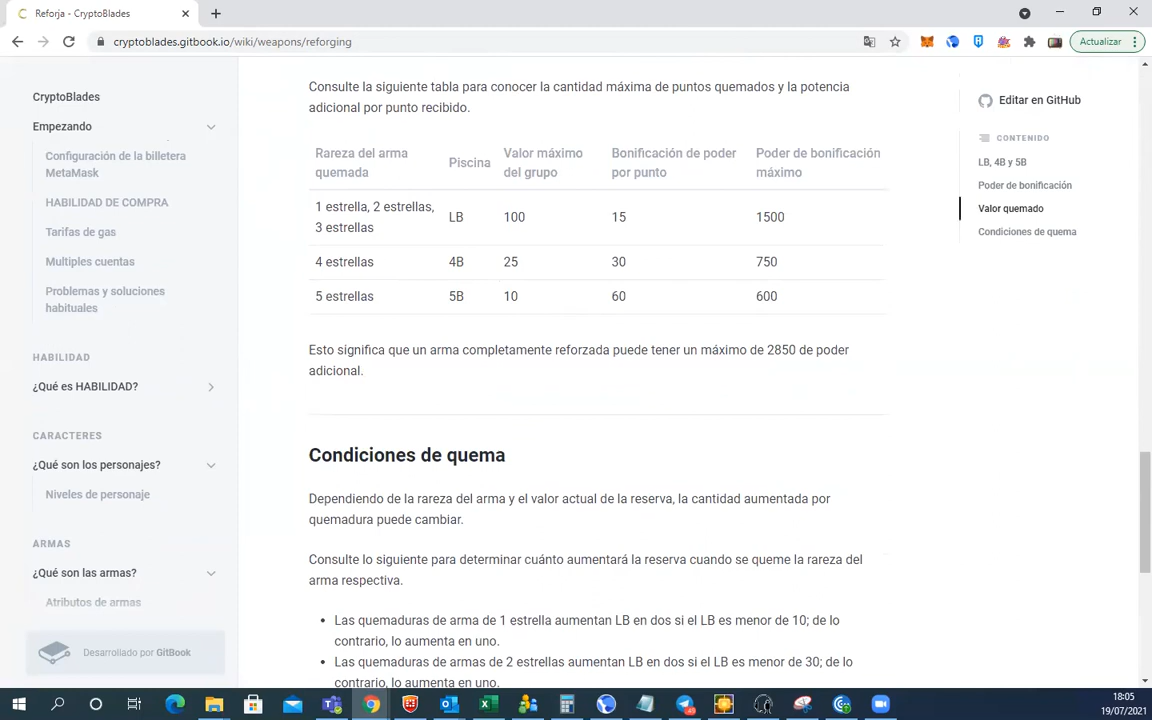 Reforja - CryptoBlades
cryptoblades.gitbook.io/wiki/weapons/reforging
Actualizar
CryptoBlades
Empezando
Configuración de la billetera
MetaMask
HABILIDAD DE COMPRA
Tarifas de gas
Multiples cuentas
Problemas y soluciones
habituales
HABILIDAD
¿Qué es HABILIDAD?
CARACTERES
¿Qué son los personajes?
Niveles de personaje
ARMAS
¿Qué son las armas?
Atributos de armas
Desarrollado por GitBook
Consulte la siguiente tabla para conocer la cantidad máxima de puntos quemados y la potencia
adicional por punto recibido.
Rareza del arma quemada Piscina Valor máximo del grupo Bonificación de poder por punto Poder de bonificación máximo
1 estrella, 2 estrellas, 3 estrellas LB 100 15 1500
4 estrellas 4B 25 30 750
5 estrellas 5B 10 60 600
Esto significa que un arma completamente reforzada puede tener un máximo de 2850 de poder
adicional.
Condiciones de quema
Dependiendo de la rareza del arma y el valor actual de la reserva, la cantidad aumentada por
quemadura puede cambiar.
Consulte lo siguiente para determinar cuánto aumentará la reserva cuando se queme la rareza del
arma respectiva.
• Las quemaduras de arma de 1 estrella aumentan LB en dos si el LB es menor de 10; de lo
contrario, lo aumenta en uno.
• Las quemaduras de armas de 2 estrellas aumentan LB en dos si el LB es menor de 30; de lo
contrario, lo aumenta en uno.
Editar en GitHub
CONTENIDO
LB, 4B y 5B
Poder de bonificación
Valor quemado
Condiciones de quema
18:05
19/07/2021